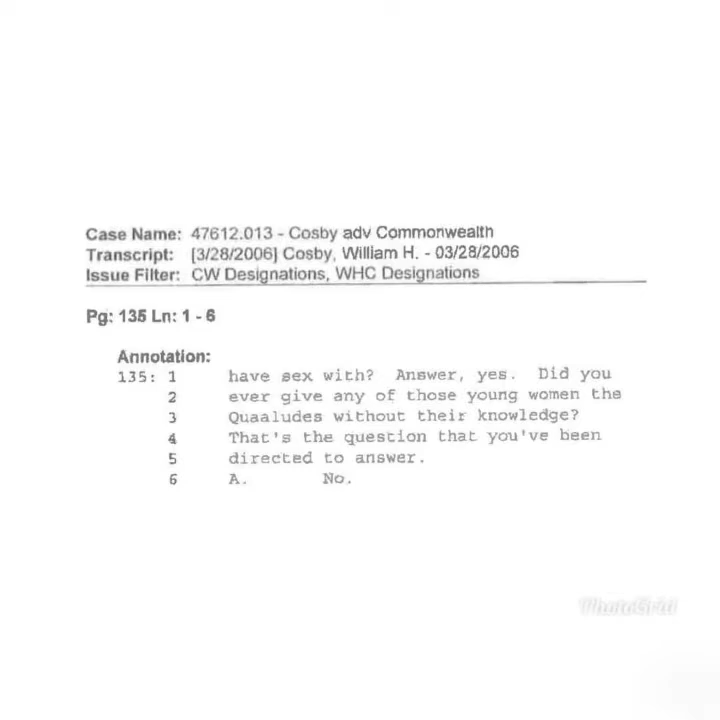 Case Name: 47612.013 - Cosby adv Commonwealth
Transcript: [3/28/2006] Cosby, William H. - 03/28/2006
Issue Filter: CW Designations, WHC Designations
Pg: 135 Ln: 1 - 6
Annotation:
135: 1 have sex with? Answer, yes. Did you
2 ever give any of those young women the
3 Quaaludes without their knowledge?
4 That's the question that you've been
5 directed to answer.
6 A. No.
PhotoGrid